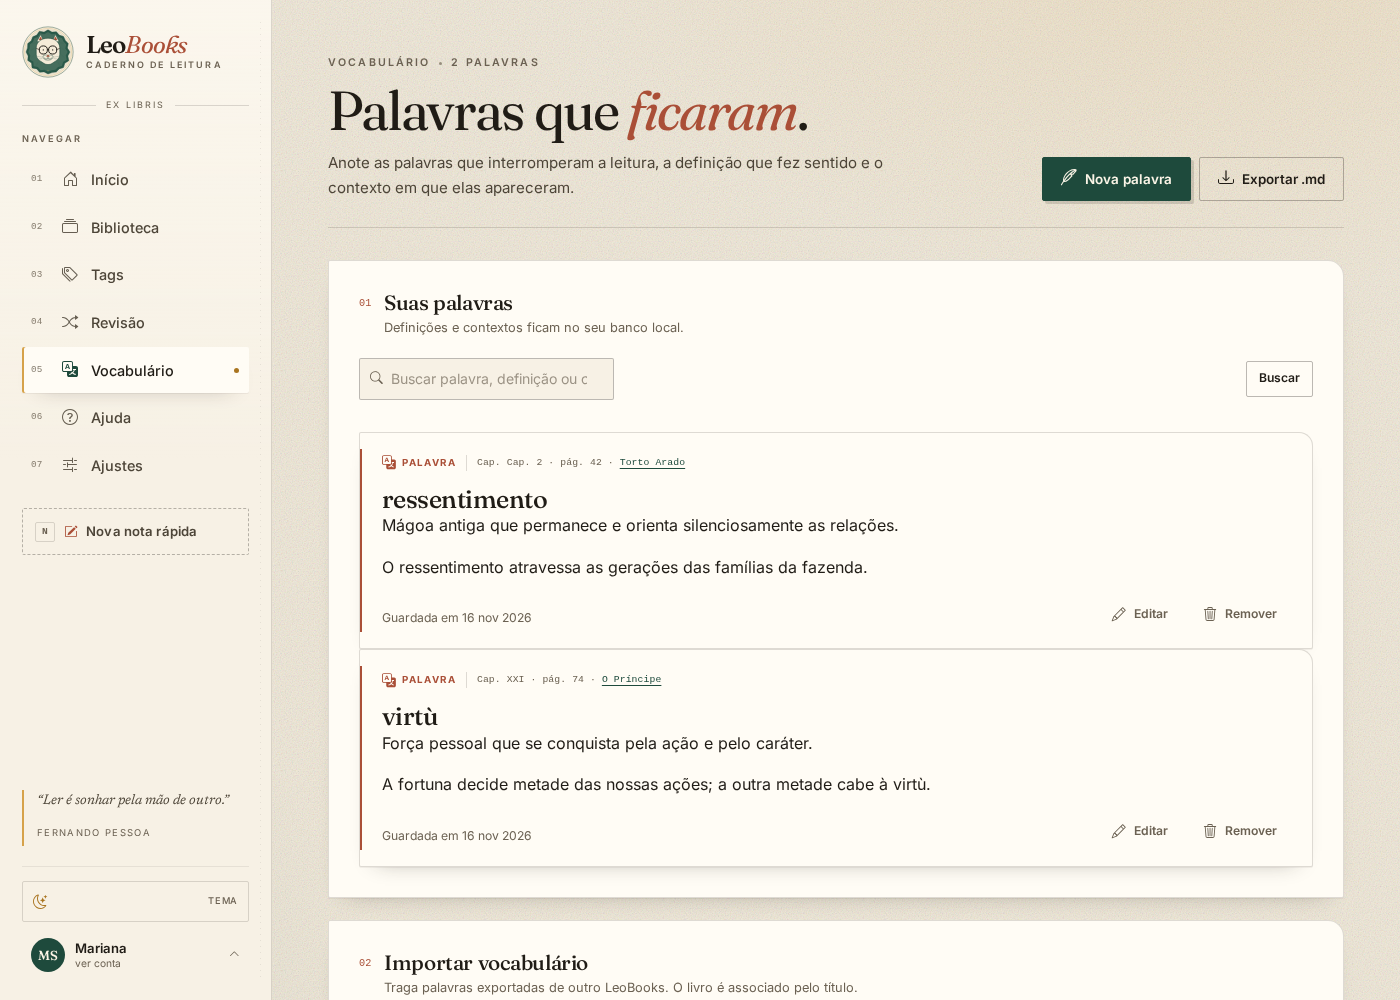 LeoBooks
CADERNO DE LEITURA
EX LIBRIS
NAVEGAR
01 Início
02 Biblioteca
03 Tags
04 Revisão
05 Vocabulário
06 Ajuda
07 Ajustes
N Nova nota rápida
“Ler é sonhar pela mão de outro.”
FERNANDO PESSOA
TEMA
MS Mariana
ver conta
VOCABULÁRIO • 2 PALAVRAS
Palavras que ficaram.
Anote as palavras que interromperam a leitura, a definição que fez sentido e o
contexto em que elas apareceram.
Nova palavra
Exportar .md
01 Suas palavras
Definições e contextos ficam no seu banco local.
Buscar palavra, definição ou c
Buscar
PALAVRA Cap. Cap. 2 · pág. 42 · Torto Arado
ressentimento
Mágoa antiga que permanece e orienta silenciosamente as relações.
O ressentimento atravessa as gerações das famílias da fazenda.
Guardada em 16 nov 2026
Editar
Remover
PALAVRA Cap. XXI · pág. 74 · O Príncipe
virtù
Força pessoal que se conquista pela ação e pelo caráter.
A fortuna decide metade das nossas ações; a outra metade cabe à virtù.
Guardada em 16 nov 2026
Editar
Remover
02 Importar vocabulário
Traga palavras exportadas de outro LeoBooks. O livro é associado pelo título.